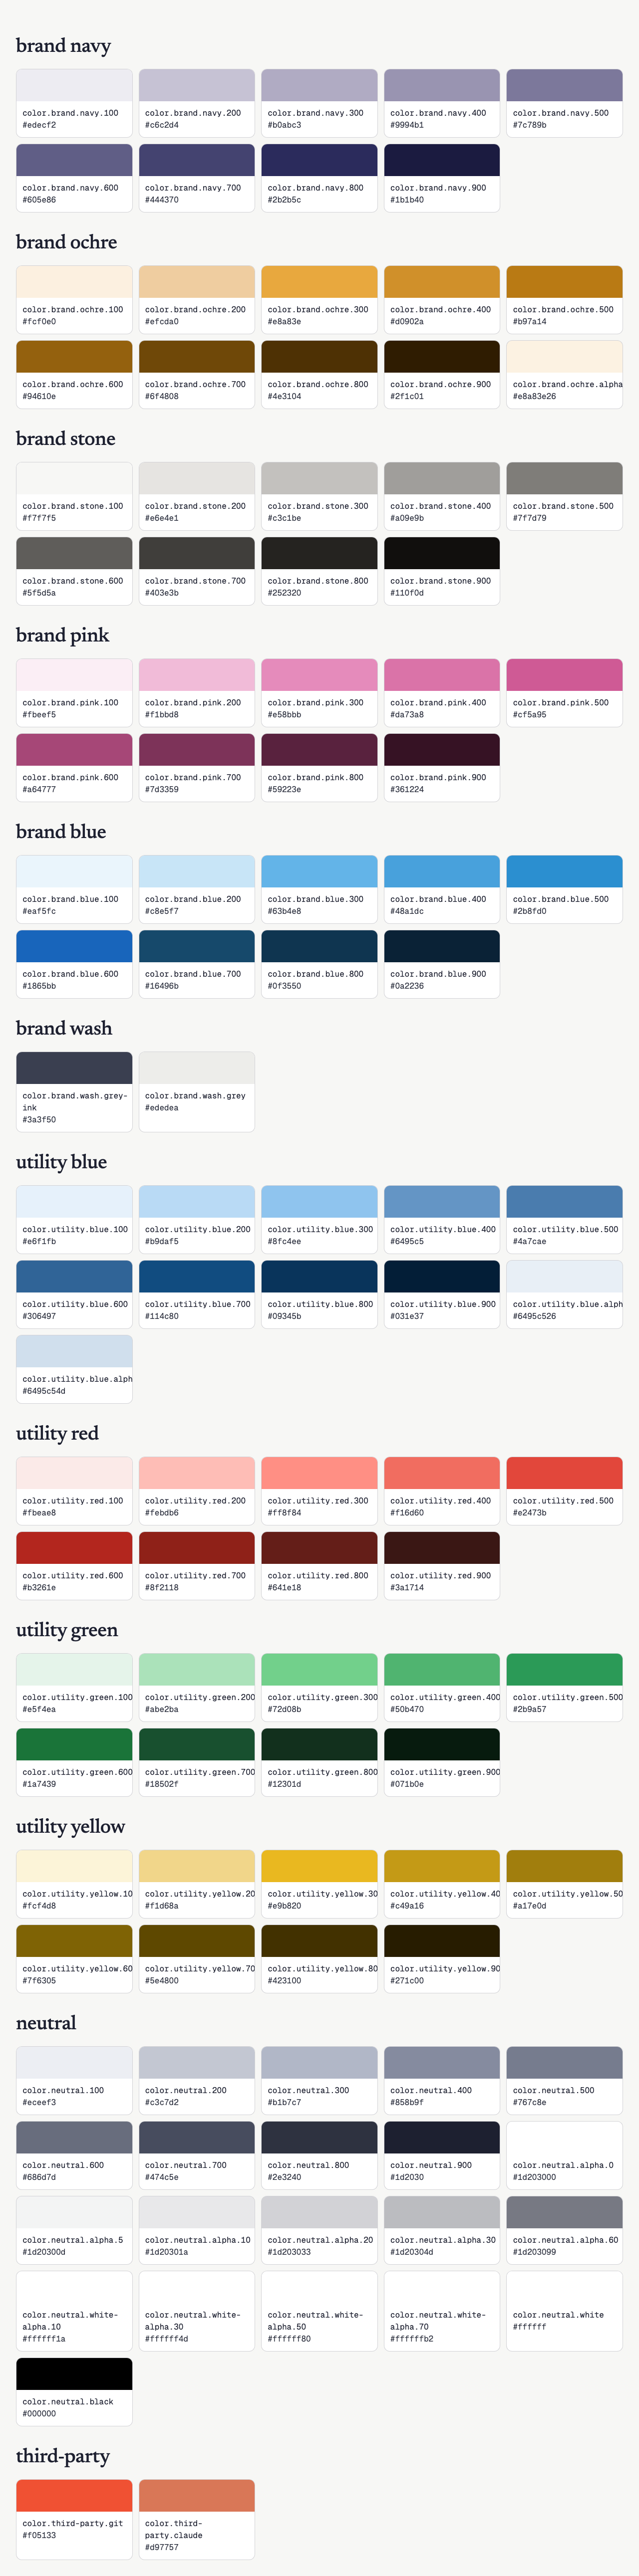 brand navy
color.brand.navy.100
#edecf2
color.brand.navy.200
#c6c2d4
color.brand.navy.300
#b0abc3
color.brand.navy.400
#9994b1
color.brand.navy.500
#7c789b
color.brand.navy.600
#605e86
color.brand.navy.700
#444370
color.brand.navy.800
#2b2b5c
color.brand.navy.900
#1b1b40
brand ochre
color.brand.ochre.100
#fcf0e0
color.brand.ochre.200
#efcda0
color.brand.ochre.300
#e8a83e
color.brand.ochre.400
#d0902a
color.brand.ochre.500
#b97a14
color.brand.ochre.600
#94610e
color.brand.ochre.700
#6f4808
color.brand.ochre.800
#4e3104
color.brand.ochre.900
#2f1c01
color.brand.ochre.alpha
#e8a83e26
brand stone
color.brand.stone.100
#f7f7f5
color.brand.stone.200
#e6e4e1
color.brand.stone.300
#c3c1be
color.brand.stone.400
#a09e9b
color.brand.stone.500
#7f7d79
color.brand.stone.600
#5f5d5a
color.brand.stone.700
#403e3b
color.brand.stone.800
#252320
color.brand.stone.900
#110f0d
brand pink
color.brand.pink.100
#fbeef5
color.brand.pink.200
#f1bbd8
color.brand.pink.300
#e58bbb
color.brand.pink.400
#da73a8
color.brand.pink.500
#cf5a95
color.brand.pink.600
#a64777
color.brand.pink.700
#7d3359
color.brand.pink.800
#59223e
color.brand.pink.900
#361224
brand blue
color.brand.blue.100
#eaf5fc
color.brand.blue.200
#c8e5f7
color.brand.blue.300
#63b4e8
color.brand.blue.400
#48a1dc
color.brand.blue.500
#2b8fd0
color.brand.blue.600
#1865bb
color.brand.blue.700
#16496b
color.brand.blue.800
#0f3550
color.brand.blue.900
#0a2236
brand wash
color.brand.wash.grey-
ink
#3a3f50
color.brand.wash.grey
#ededea
utility blue
color.utility.blue.100
#e6f1fb
color.utility.blue.200
#b9daf5
color.utility.blue.300
#8fc4ee
color.utility.blue.400
#6495c5
color.utility.blue.500
#4a7cae
color.utility.blue.600
#306497
color.utility.blue.700
#114c80
color.utility.blue.800
#09345b
color.utility.blue.900
#031e37
color.utility.blue.alph
#6495c526
color.utility.blue.alph
#6495c54d
utility red
color.utility.red.100
#fbeae8
color.utility.red.200
#febdb6
color.utility.red.300
#ff8f84
color.utility.red.400
#f16d60
color.utility.red.500
#e2473b
color.utility.red.600
#b3261e
color.utility.red.700
#8f2118
color.utility.red.800
#641e18
color.utility.red.900
#3a1714
utility green
color.utility.green.100
#e5f4ea
color.utility.green.200
#abe2ba
color.utility.green.300
#72d08b
color.utility.green.400
#50b470
color.utility.green.500
#2b9a57
color.utility.green.600
#1a7439
color.utility.green.700
#18502f
color.utility.green.800
#12301d
color.utility.green.900
#071b0e
utility yellow
color.utility.yellow.10
#fcf4d8
color.utility.yellow.20
#f1d68a
color.utility.yellow.30
#e9b820
color.utility.yellow.40
#c49a16
color.utility.yellow.50
#a17e0d
color.utility.yellow.60
#7f6305
color.utility.yellow.70
#5e4800
color.utility.yellow.80
#423100
color.utility.yellow.90
#271c00
neutral
color.neutral.100
#eceef3
color.neutral.200
#c3c7d2
color.neutral.300
#b1b7c7
color.neutral.400
#858b9f
color.neutral.500
#767c8e
color.neutral.600
#686d7d
color.neutral.700
#474c5e
color.neutral.800
#2e3240
color.neutral.900
#1d2030
color.neutral.alpha.0
#1d203000
color.neutral.alpha.5
#1d20300d
color.neutral.alpha.10
#1d20301a
color.neutral.alpha.20
#1d203033
color.neutral.alpha.30
#1d20304d
color.neutral.alpha.60
#1d203099
color.neutral.white-
alpha.10
#ffffff1a
color.neutral.white-
alpha.30
#ffffff4d
color.neutral.white-
alpha.50
#ffffff80
color.neutral.white-
alpha.70
#ffffffb2
color.neutral.white
#ffffff
color.neutral.black
#000000
third-party
color.third-party.git
#f05133
color.third-
party.claude
#d97757